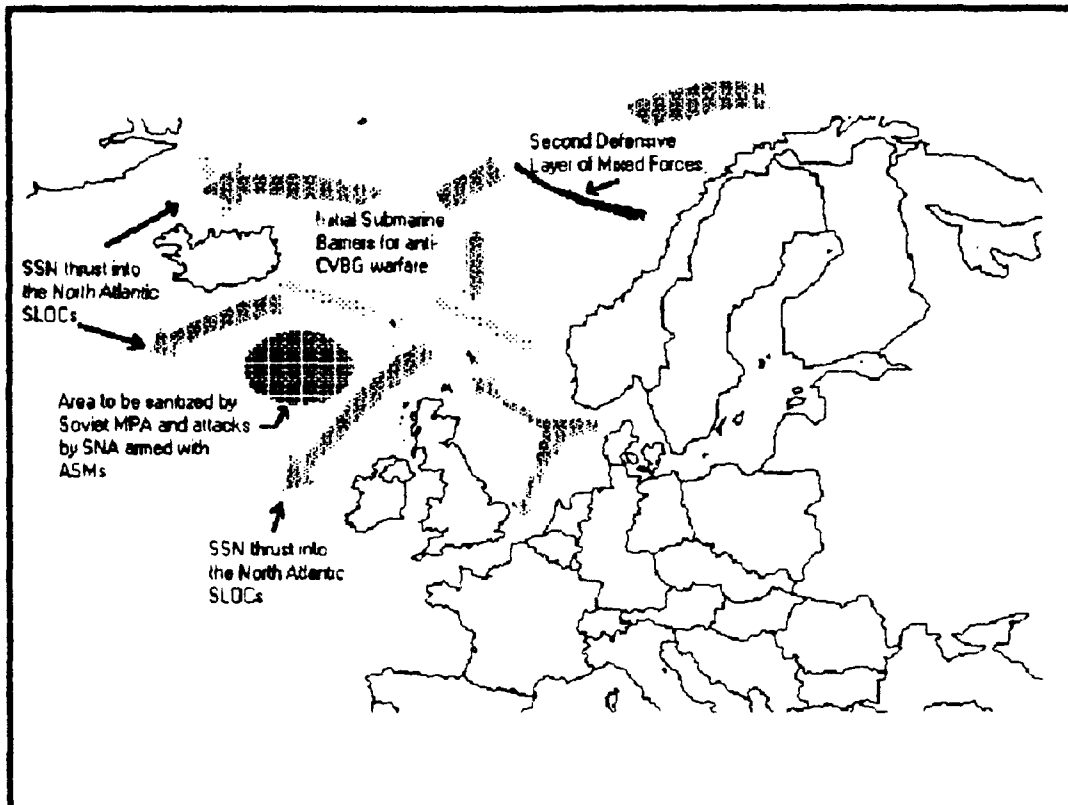 Second Defensive
Layer of Mixed Forces
Initial Submarine
Barriers for anti-
CVBG warfare
SSN thrust into
the North Atlantic
SLOCs
Area to be sanitized by
Soviet MPA and attacks
by SNA armed with
ASMs
SSN thrust into
the North Atlantic
SLOCs